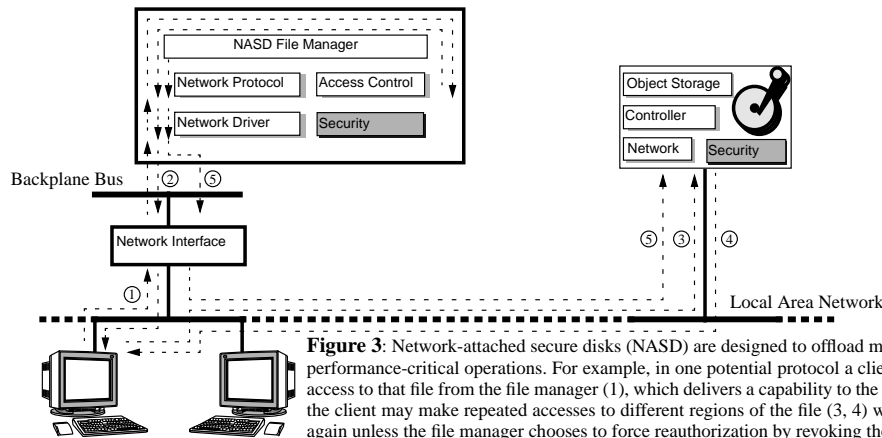 NASD File Manager
Network Protocol
Access Control
Network Driver
Security
Object Storage
Controller
Network
Security
Backplane Bus
②
⑤
Network Interface
①
⑤
③
④
Local Area Network
Figure 3: Network-attached secure disks (NASD) are designed to offload
performance-critical operations. For example, in one potential protocol a
access to that file from the file manager (1), which delivers a capability to the
the client may make repeated accesses to different regions of the file (3, 4)
again unless the file manager chooses to force reauthorization by revoking